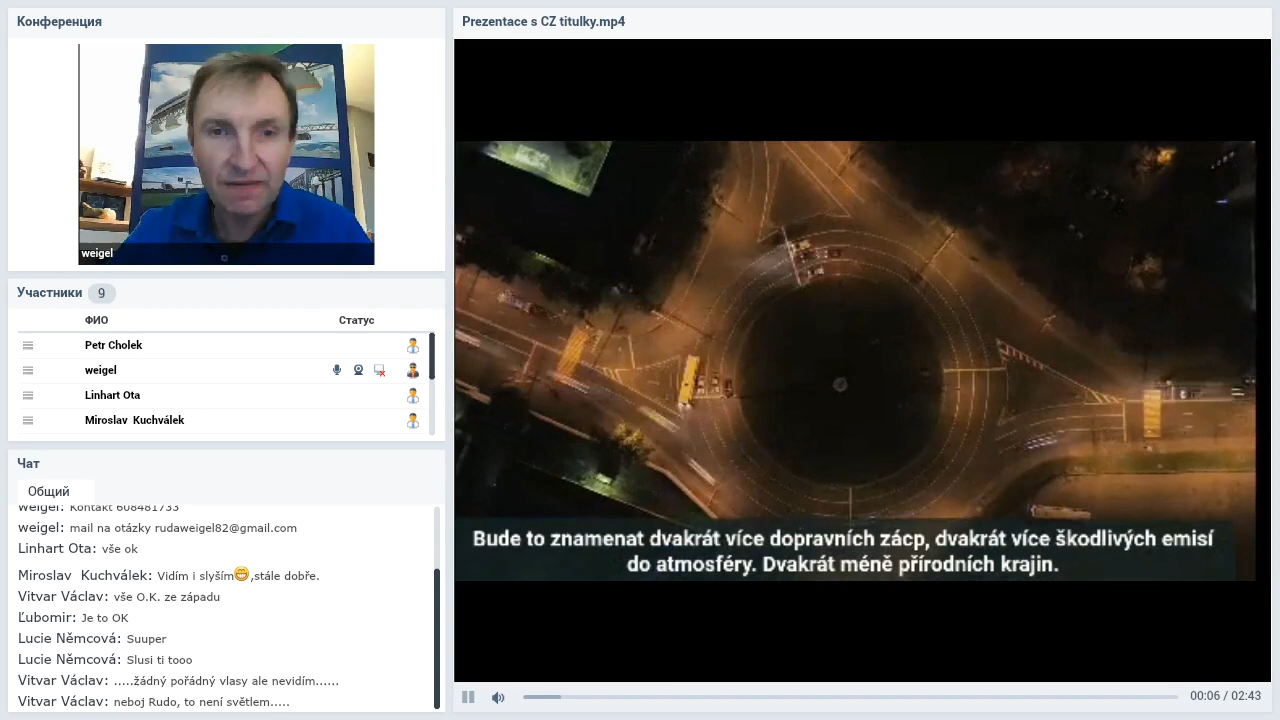 Конференция
weigel
Участники 9
ФИО Статус
Petr Cholek
weigel
Linhart Ota
Miroslav Kuchválek
Чат
Общий
weigel: Kontakt 608481733
weigel: mail na otázky rudaweigel82@gmail.com
Linhart Ota: vše ok
Miroslav Kuchválek: Vidím i slyším😁,stále dobře.
Vitvar Václav: vše O.K. ze západu
Ľubomir: Je to OK
Lucie Němcová: Suuper
Lucie Němcová: Slusi ti tooo
Vitvar Václav: .....žádný pořádný vlasy ale nevidím......
Vitvar Václav: neboj Rudo, to není světlem.....
Prezentace s CZ titulky.mp4
Bude to znamenat dvakrát více dopravních zácp, dvakrát více škodlivých emisí
do atmosféry. Dvakrát méně přírodních krajin.
00:06 / 02:43